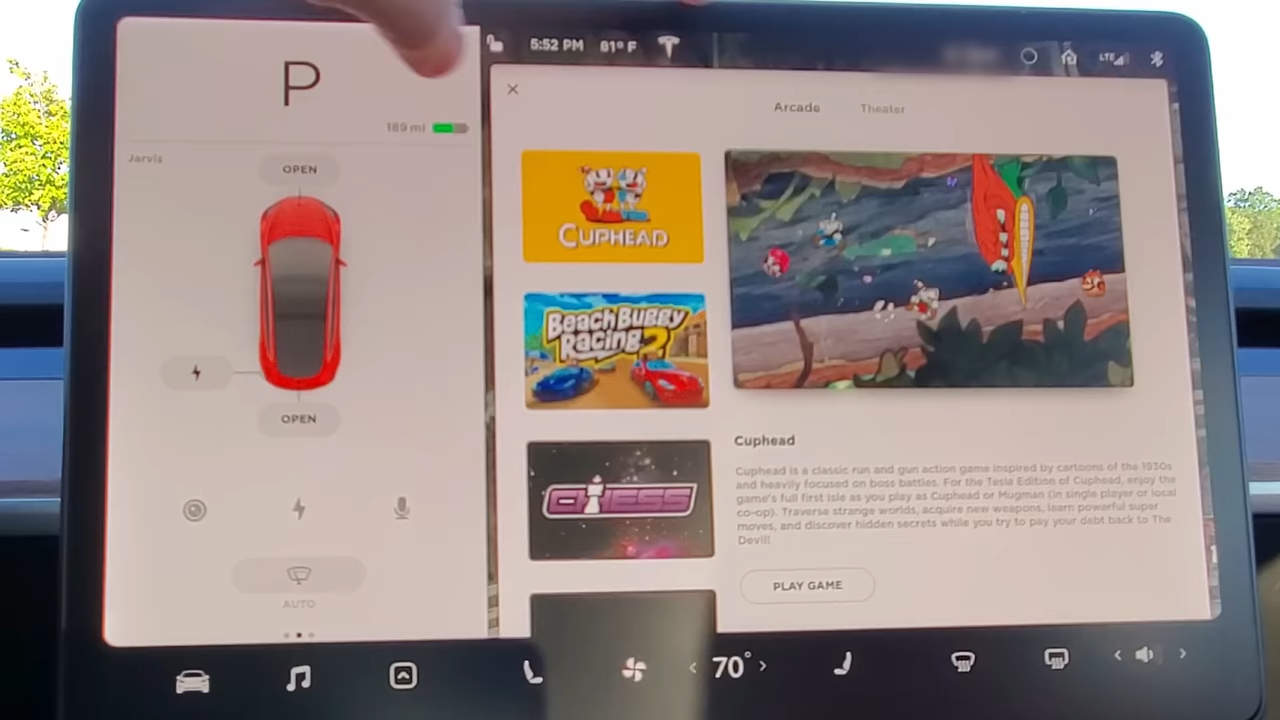 P
189 mi
Jarvis
OPEN
OPEN
AUTO
5:52 PM 81° F
LTE
Arcade Theater
CUPHEAD
Beach Buggy
Racing 2
CHESS
Cuphead
Cuphead is a classic run and gun action game inspired by cartoons of the 1930s
and heavily focused on boss battles. For the Tesla Edition of Cuphead, enjoy the
game's full first Isle as you play as Cuphead or Mugman (in single player or local
co-op). Traverse strange worlds, acquire new weapons, learn powerful super
moves, and discover hidden secrets while you try to pay your debt back to The
Devil!
PLAY GAME
< 70° >
< >